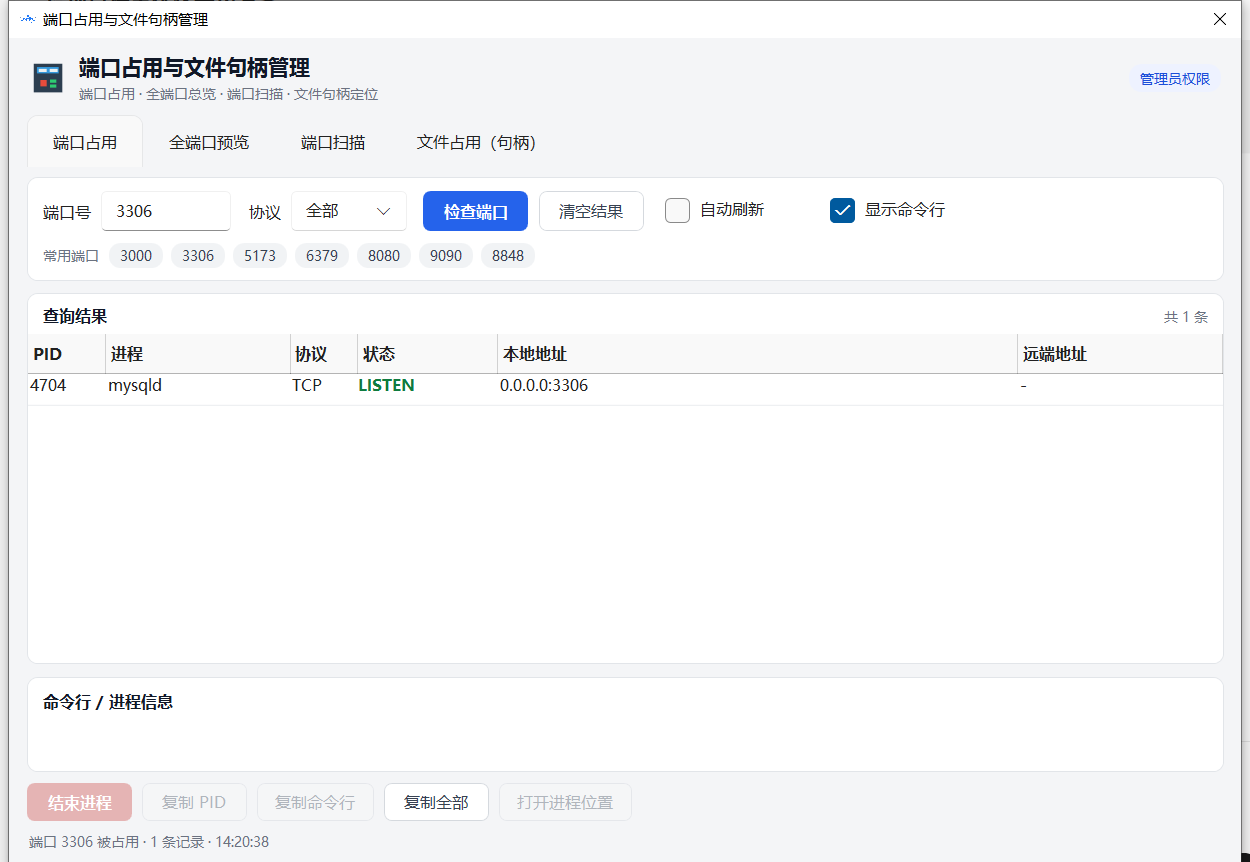 端口占用与文件句柄管理
端口占用与文件句柄管理
端口占用 · 全端口总览 · 端口扫描 · 文件句柄定位
管理员权限
端口占用 全端口预览 端口扫描 文件占用（句柄）
端口号 3306 协议 全部 检查端口 清空结果 自动刷新 显示命令行
常用端口 3000 3306 5173 6379 8080 9090 8848
查询结果 共 1 条
PID 进程 协议 状态 本地地址 远端地址
4704 mysqld TCP LISTEN 0.0.0.0:3306 -
命令行 / 进程信息
结束进程 复制 PID 复制命令行 复制全部 打开进程位置
端口 3306 被占用 · 1 条记录 · 14:20:38